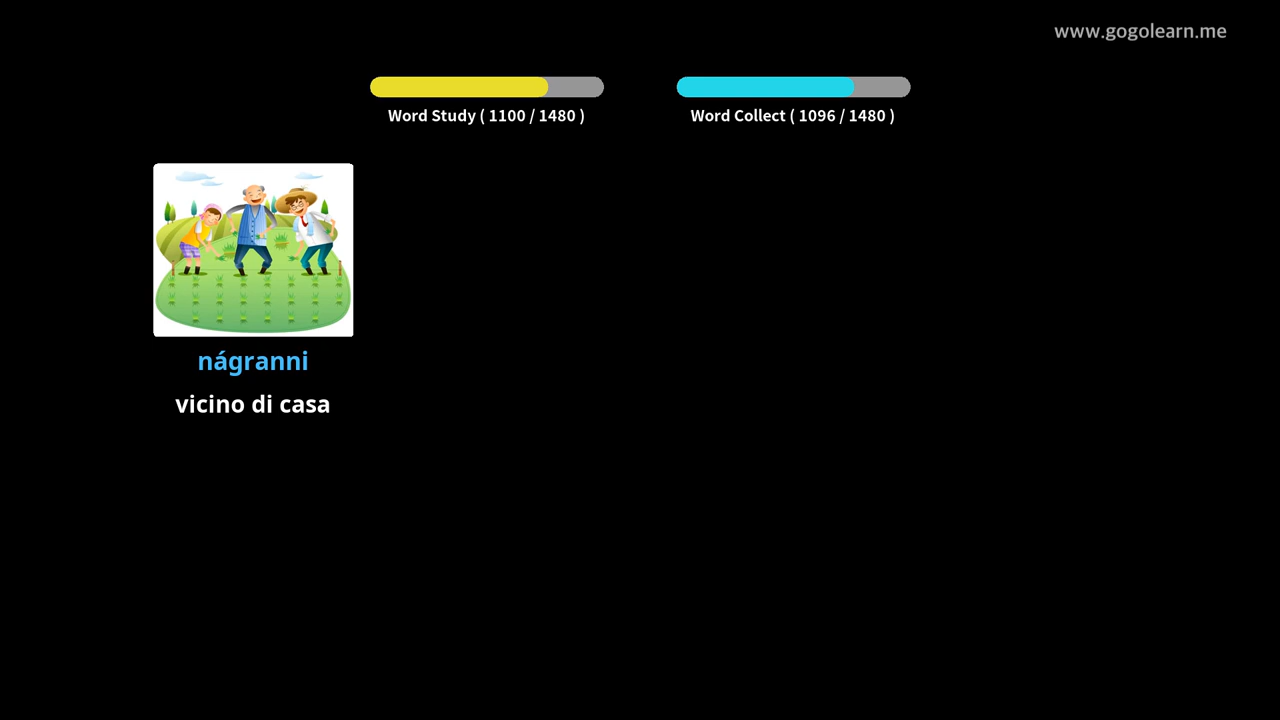 www.gogolearn.me
Word Study ( 1100 / 1480 )
Word Collect ( 1096 / 1480 )
nágranni
vicino di casa